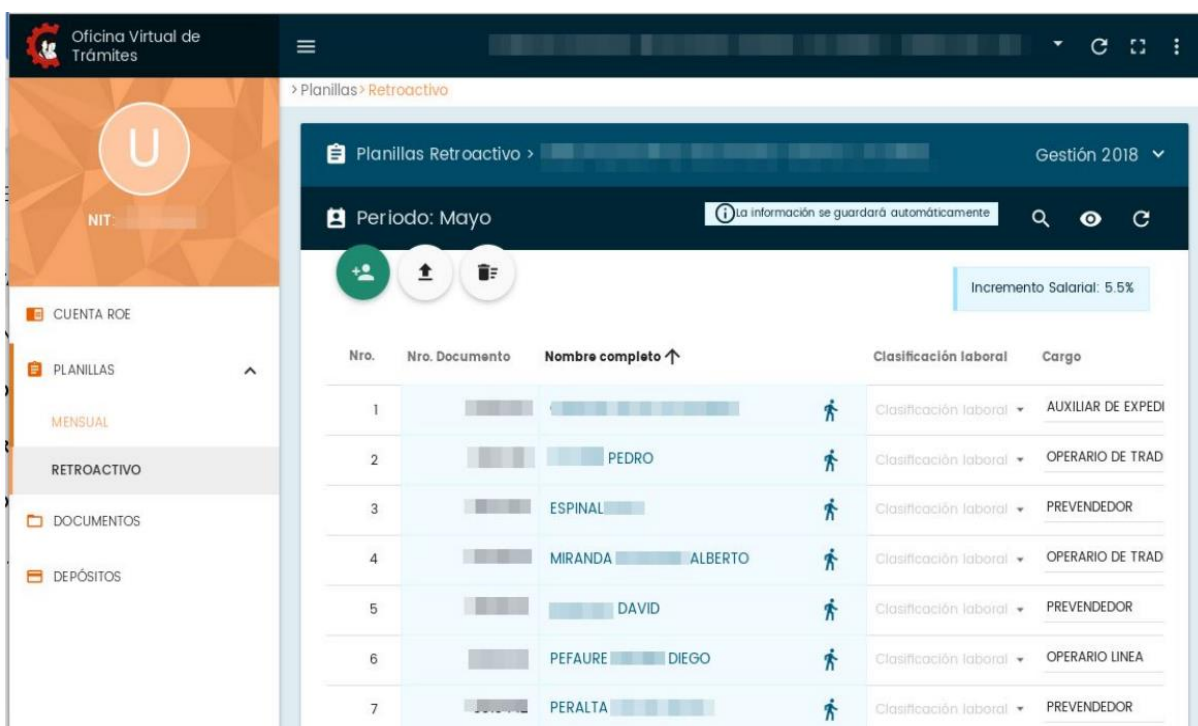 Oficina Virtual de
Trámites
> Planillas > Retroactivo
U
NIT:
Planillas Retroactivo >
Gestión 2018
Periodo: Mayo
La información se guardará automáticamente
Incremento Salarial: 5.5%
CUENTA ROE
PLANILLAS
MENSUAL
RETROACTIVO
DOCUMENTOS
DEPÓSITOS
Nro. Nro. Documento Nombre completo Clasificación laboral Cargo
1 Clasificación laboral AUXILIAR DE EXPEDI
2 PEDRO Clasificación laboral OPERARIO DE TRAD
3 ESPINAL Clasificación laboral PREVENDEDOR
4 MIRANDA ALBERTO Clasificación laboral OPERARIO DE TRAD
5 DAVID Clasificación laboral PREVENDEDOR
6 PEFAURE DIEGO Clasificación laboral OPERARIO LINEA
7 PERALTA Clasificación laboral PREVENDEDOR